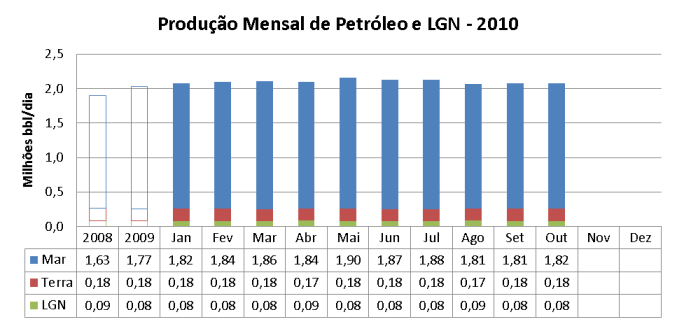 Produção Mensal de Petróleo e LGN - 2010
Milhões bbl/dia
2,5
2,0
1,5
1,0
0,5
0,0
2008 2009 Jan Fev Mar Abr Mai Jun Jul Ago Set Out Nov Dez
Mar 1,63 1,77 1,82 1,84 1,86 1,84 1,90 1,87 1,88 1,81 1,81 1,82
Terra 0,18 0,18 0,18 0,18 0,18 0,17 0,18 0,18 0,18 0,17 0,18 0,18
LGN 0,09 0,08 0,08 0,08 0,08 0,09 0,08 0,08 0,08 0,09 0,08 0,08